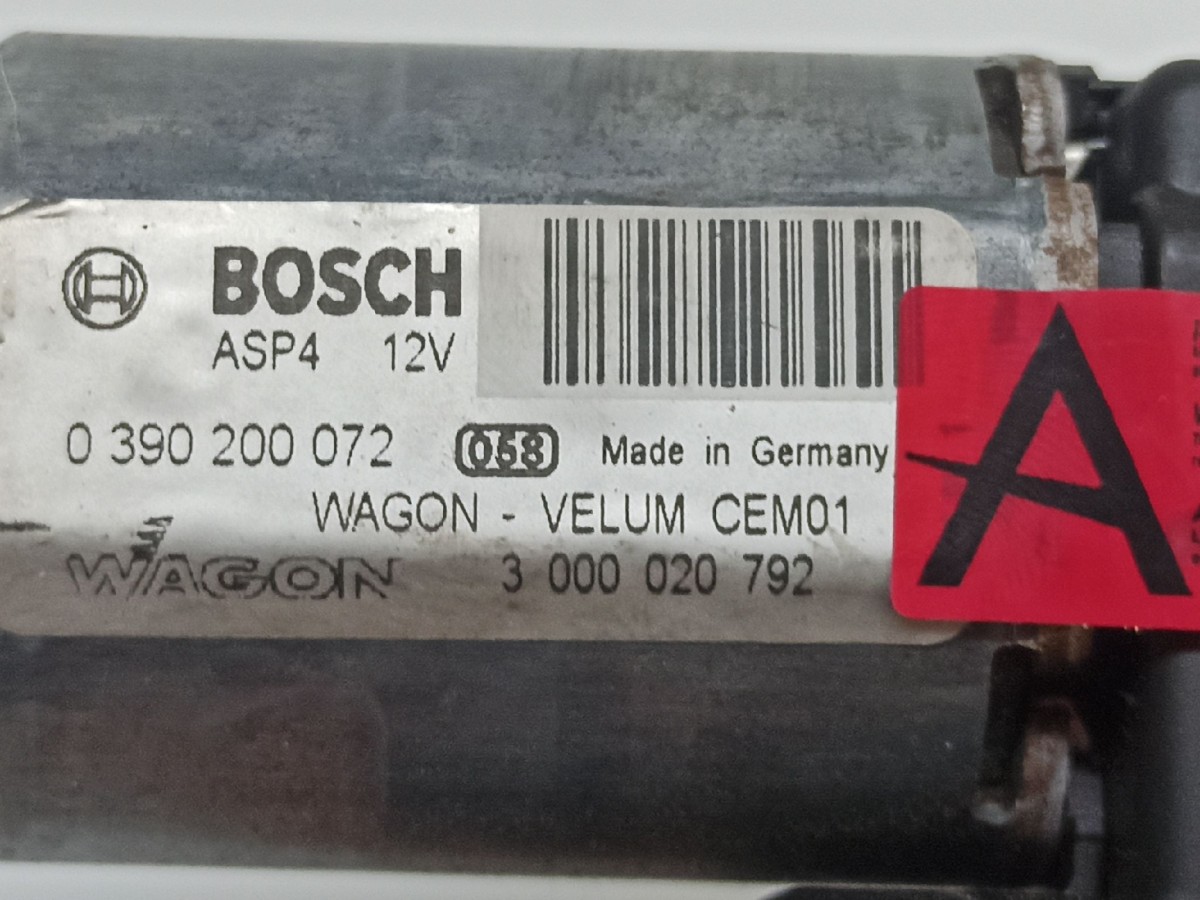 BOSCH
ASP4 12V
0 390 200 072 058 Made in Germany
WAGON - VELUM CEM01
WAGON 3 000 020 792
A